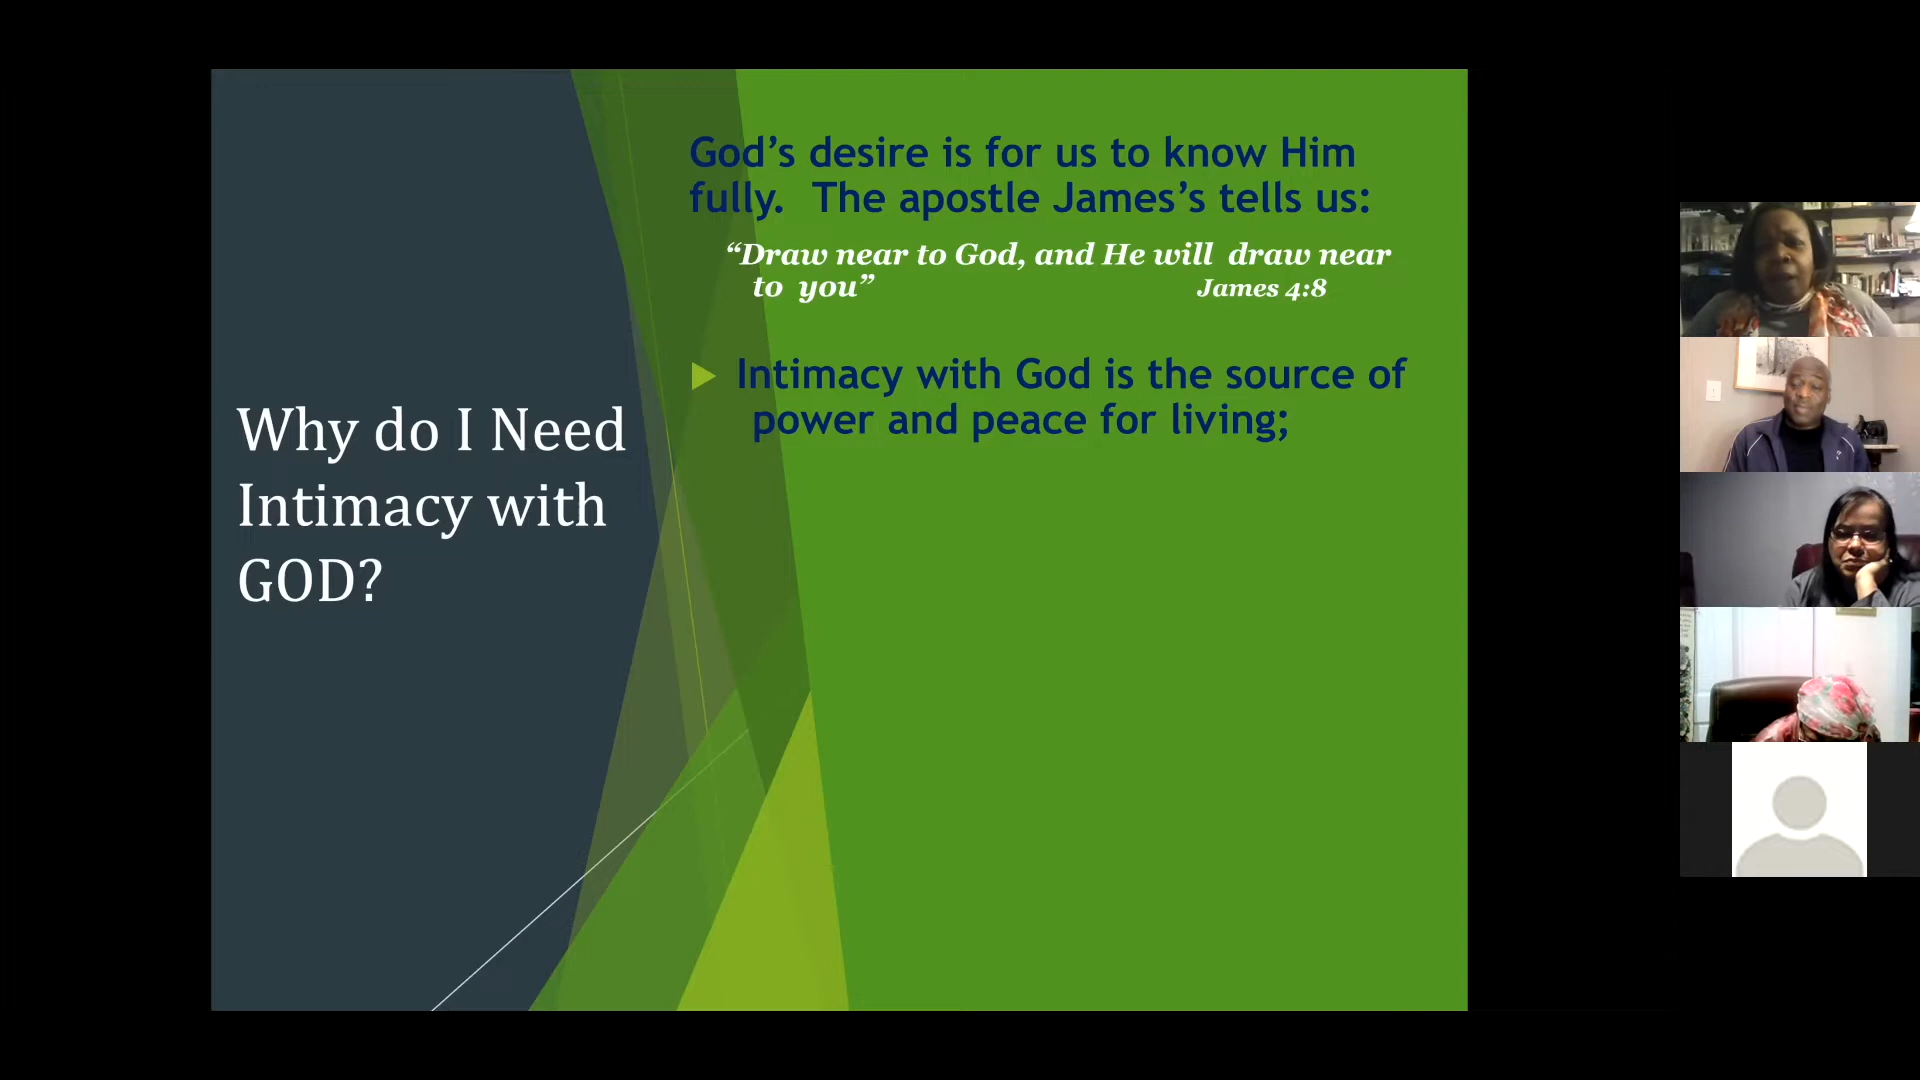 Why do I Need
Intimacy with
GOD?
God’s desire is for us to know Him
fully.  The apostle James’s tells us:
“Draw near to God, and He will  draw near
to  you”
James 4:8
Intimacy with God is the source of
power and peace for living;